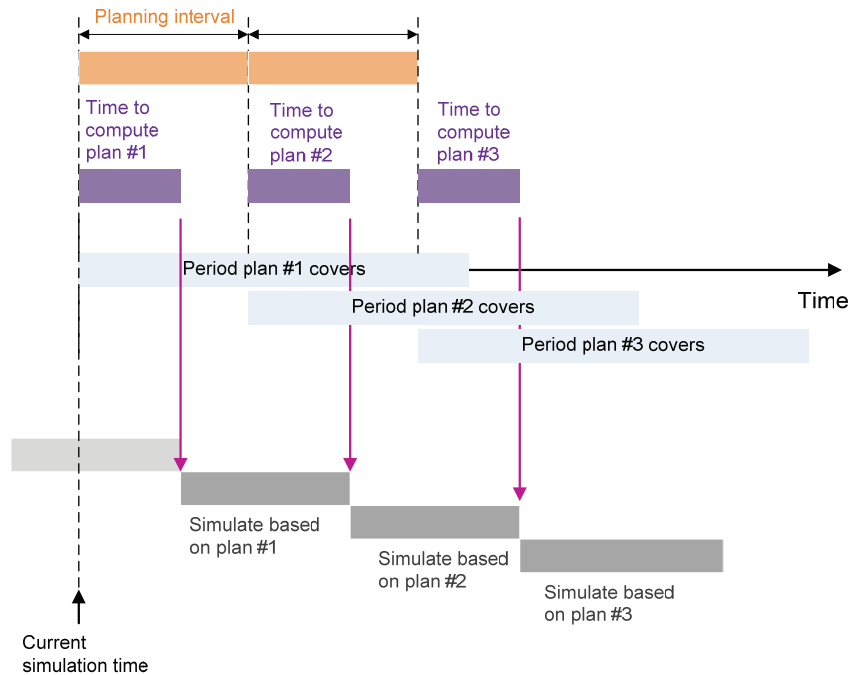 Planning interval
Time to
compute
plan #1
Time to
compute
plan #2
Time to
compute
plan #3
Period plan #1 covers
Time
Period plan #2 covers
Period plan #3 covers
Simulate based
on plan #1
Simulate based
on plan #2
Simulate based
on plan #3
Current
simulation time